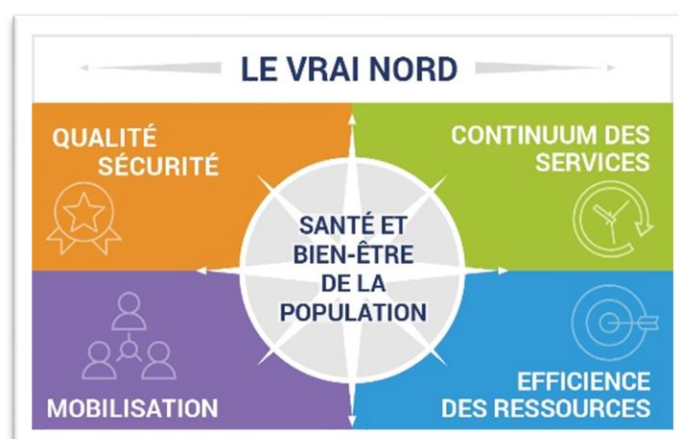 LE VRAI NORD
QUALITÉ
SÉCURITÉ
CONTINUUM DES
SERVICES
SANTÉ ET
BIEN-ÊTRE
DE LA
POPULATION
MOBILISATION
EFFICIENCE
DES RESSOURCES